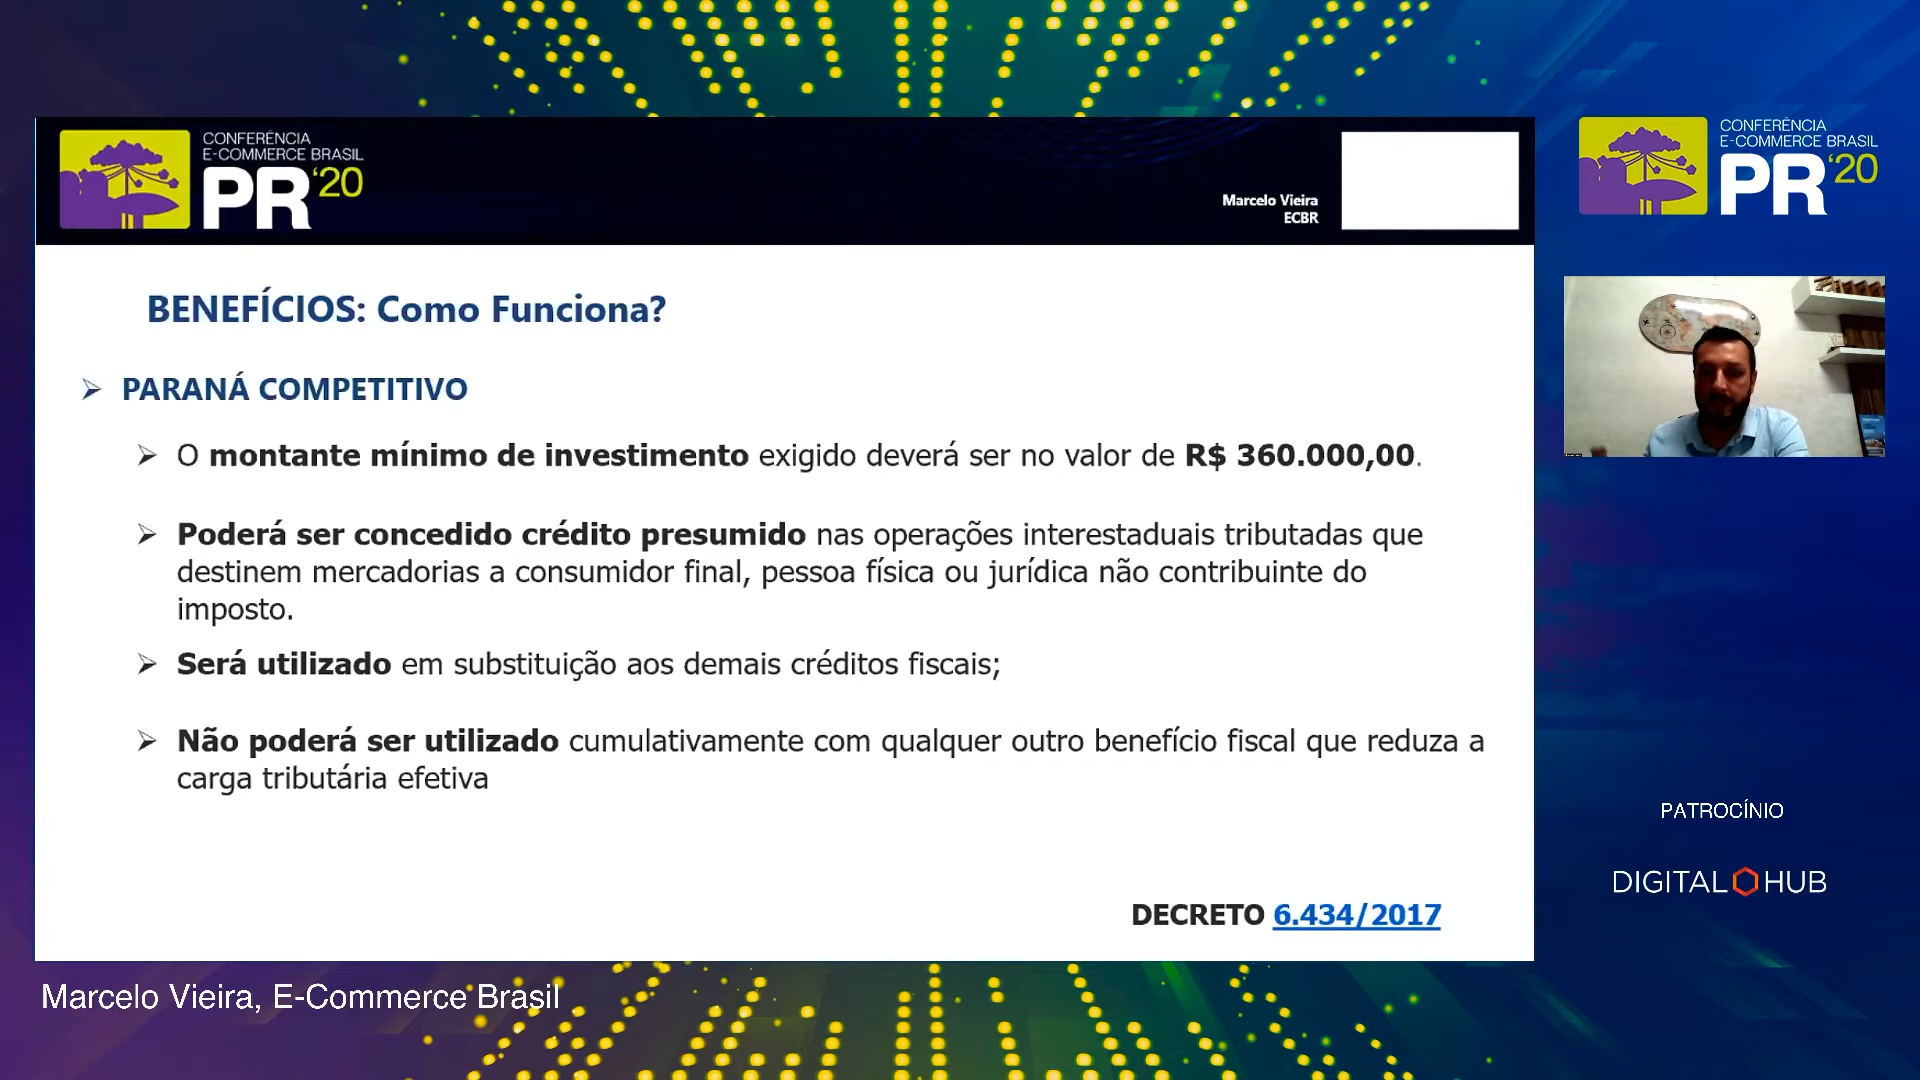 CONFERÊNCIA
E-COMMERCE BRASIL
PR'20
Marcelo Vieira
ECBR
CONFERÊNCIA
E-COMMERCE BRASIL
PR'20
BENEFÍCIOS: Como Funciona?
➢ PARANÁ COMPETITIVO
➢ O montante mínimo de investimento exigido deverá ser no valor de R$ 360.000,00.
➢ Poderá ser concedido crédito presumido nas operações interestaduais tributadas que
destinem mercadorias a consumidor final, pessoa física ou jurídica não contribuinte do
imposto.
➢ Será utilizado em substituição aos demais créditos fiscais;
➢ Não poderá ser utilizado cumulativamente com qualquer outro benefício fiscal que reduza a
carga tributária efetiva
DECRETO 6.434/2017
PATROCÍNIO
DIGITAL HUB
Marcelo Vieira, E-Commerce Brasil